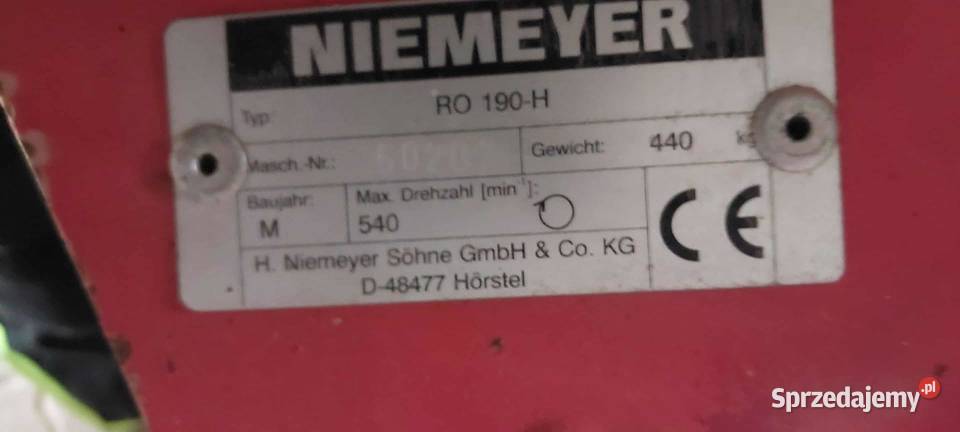 NIEMEYER
Typ: RO 190-H
Masch.-Nr.: Gewicht: 440 kg
Baujahr: Max. Drehzahl [min⁻¹]:
M 540
CE
H. Niemeyer Söhne GmbH & Co. KG
D-48477 Hörstel
Sprzedajemy.pl